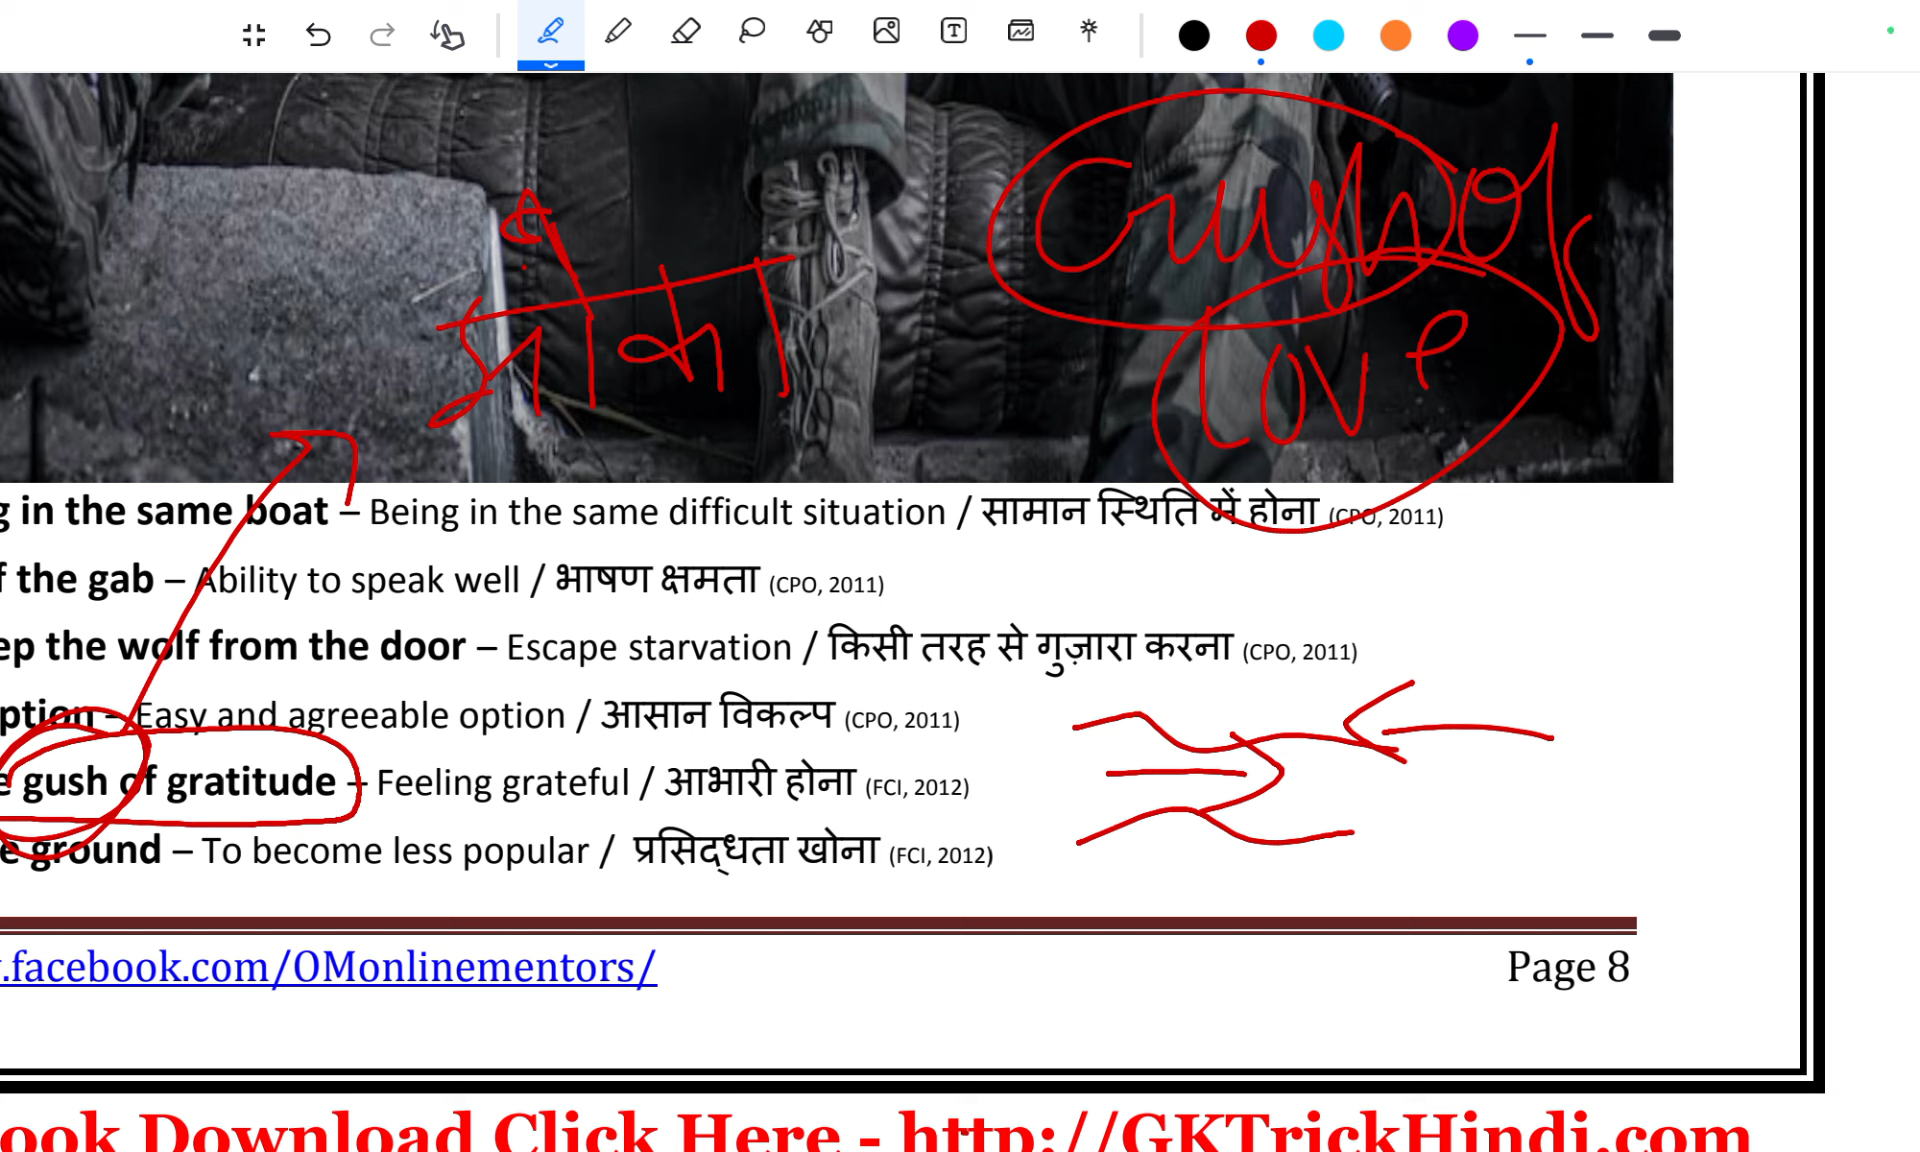 झोंका
Gush of
Love
g in the same boat – Being in the same difficult situation / सामान स्थिति में होना (CPO, 2011)
f the gab – Ability to speak well / भाषण क्षमता (CPO, 2011)
ep the wolf from the door – Escape starvation / किसी तरह से गुज़ारा करना (CPO, 2011)
ption – Easy and agreeable option / आसान विकल्प (CPO, 2011)
e gush of gratitude – Feeling grateful / आभारी होना (FCI, 2012)
e ground – To become less popular / प्रसिद्धता खोना (FCI, 2012)
.facebook.com/OMonlinementors/ Page 8
ook Download Click Here - http://GKTrickHindi.com